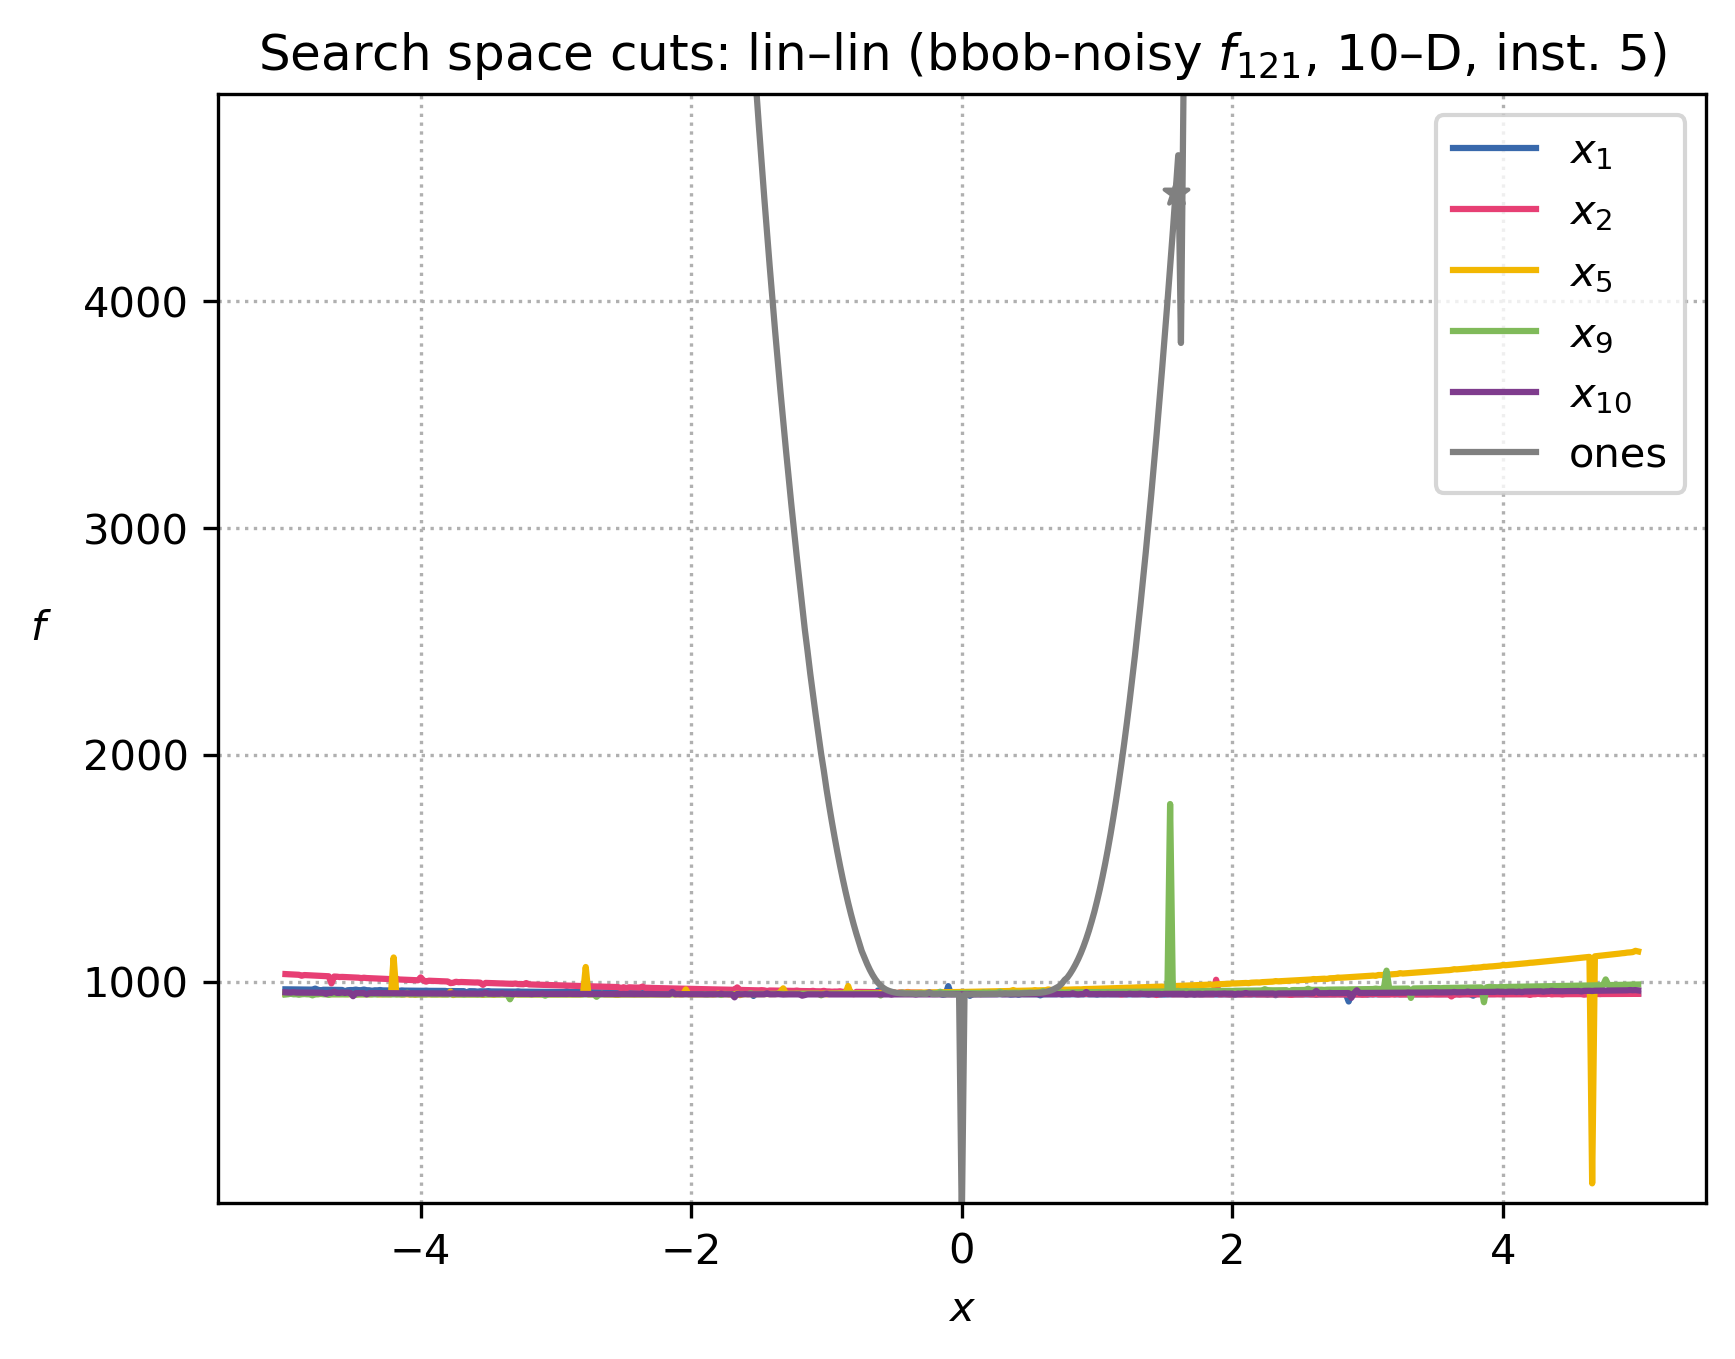 Search space cuts: lin–lin (bbob-noisy f₁₂₁, 10–D, inst. 5)
x₁
x₂
x₅
x₉
x₁₀
ones
4000
3000
2000
1000
f
−4 −2 0 2 4
x